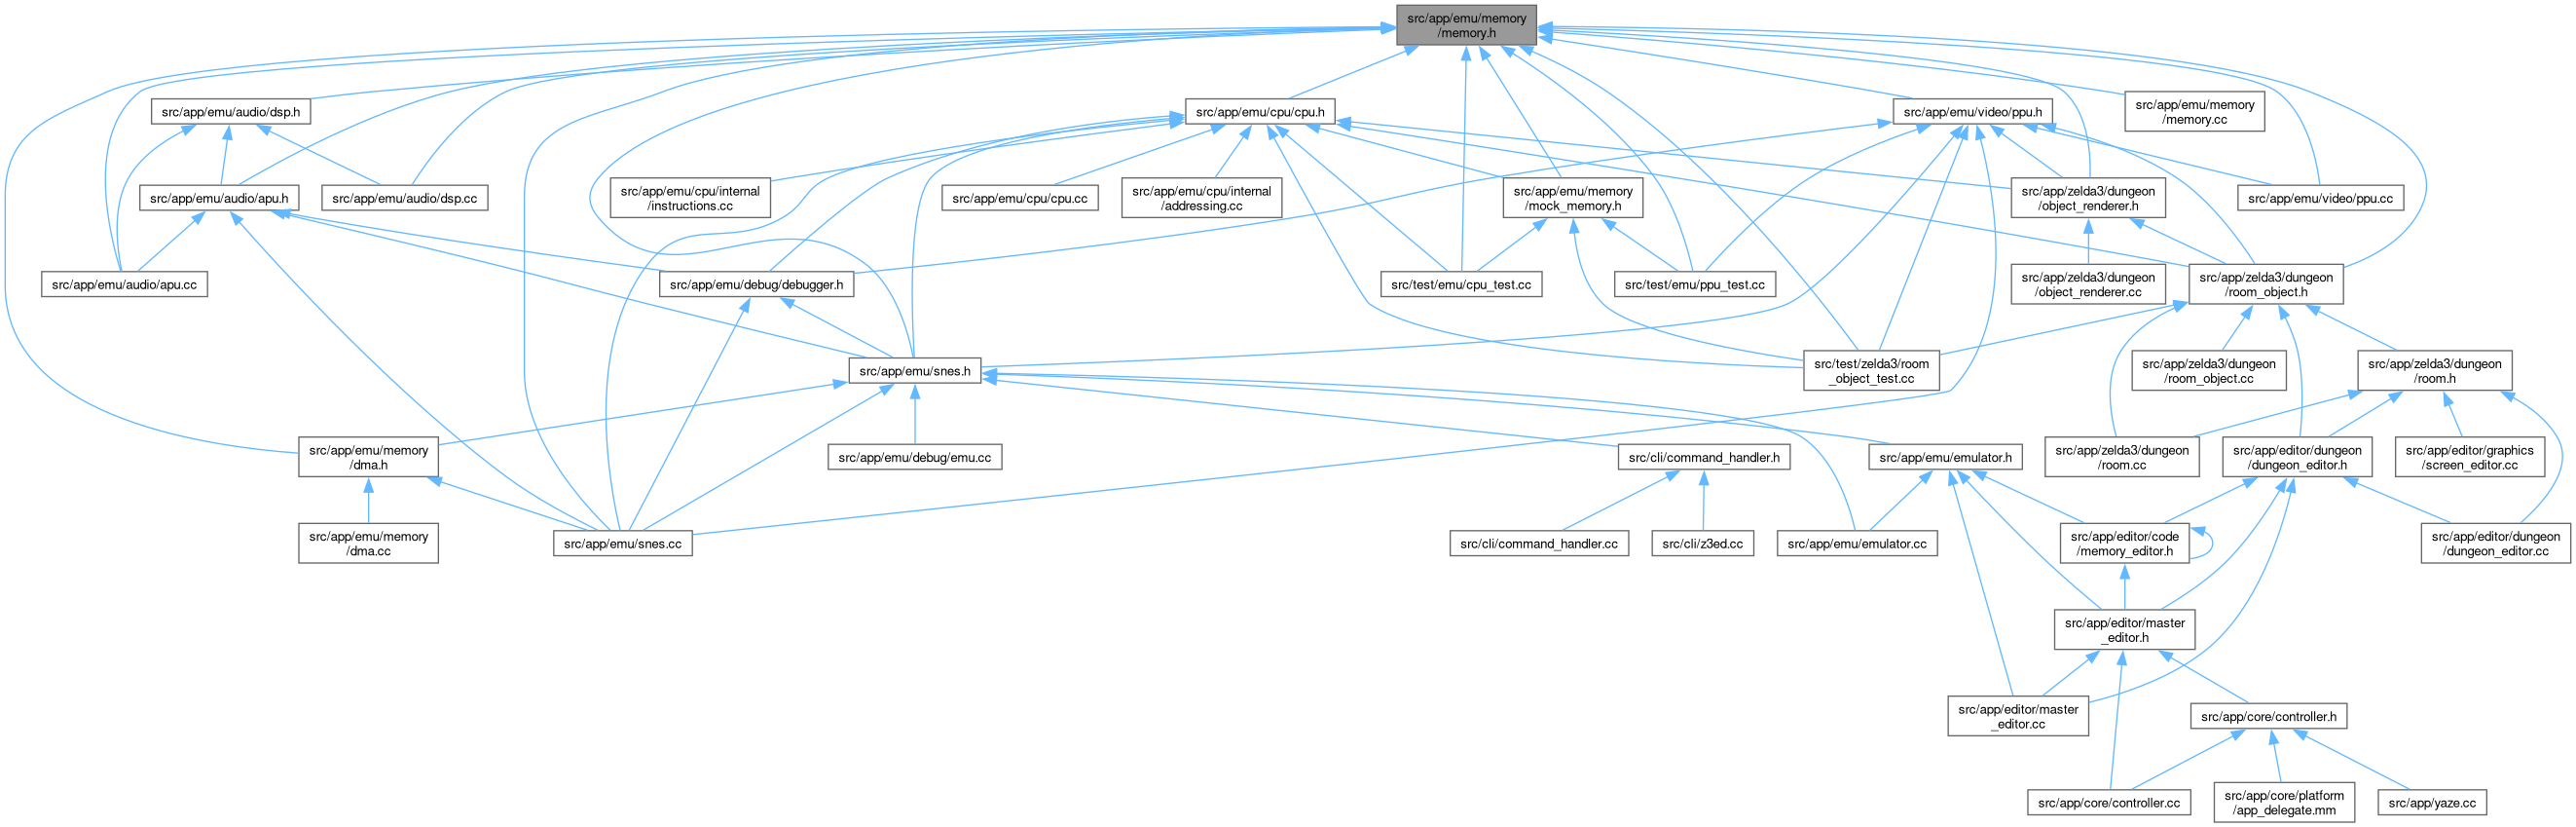 src/app/emu/memory
/memory.h
src/app/emu/audio/dsp.h
src/app/emu/cpu/cpu.h
src/app/emu/video/ppu.h
src/app/emu/memory
/memory.cc
src/app/emu/audio/apu.h
src/app/emu/audio/dsp.cc
src/app/emu/cpu/internal
/instructions.cc
src/app/emu/cpu/cpu.cc
src/app/emu/cpu/internal
/addressing.cc
src/app/emu/memory
/mock_memory.h
src/app/zelda3/dungeon
/object_renderer.h
src/app/emu/video/ppu.cc
src/app/emu/audio/apu.cc
src/app/emu/debug/debugger.h
src/test/emu/cpu_test.cc
src/test/emu/ppu_test.cc
src/app/zelda3/dungeon
/object_renderer.cc
src/app/zelda3/dungeon
/room_object.h
src/app/emu/snes.h
src/test/zelda3/room
_object_test.cc
src/app/zelda3/dungeon
/room_object.cc
src/app/zelda3/dungeon
/room.h
src/app/emu/memory
/dma.h
src/app/emu/debug/emu.cc
src/cli/command_handler.h
src/app/emu/emulator.h
src/app/zelda3/dungeon
/room.cc
src/app/editor/dungeon
/dungeon_editor.h
src/app/editor/graphics
/screen_editor.cc
src/app/emu/memory
/dma.cc
src/app/emu/snes.cc
src/cli/command_handler.cc
src/cli/z3ed.cc
src/app/emu/emulator.cc
src/app/editor/code
/memory_editor.h
src/app/editor/dungeon
/dungeon_editor.cc
src/app/editor/master
_editor.h
src/app/editor/master
_editor.cc
src/app/core/controller.h
src/app/core/controller.cc
src/app/core/platform
/app_delegate.mm
src/app/yaze.cc